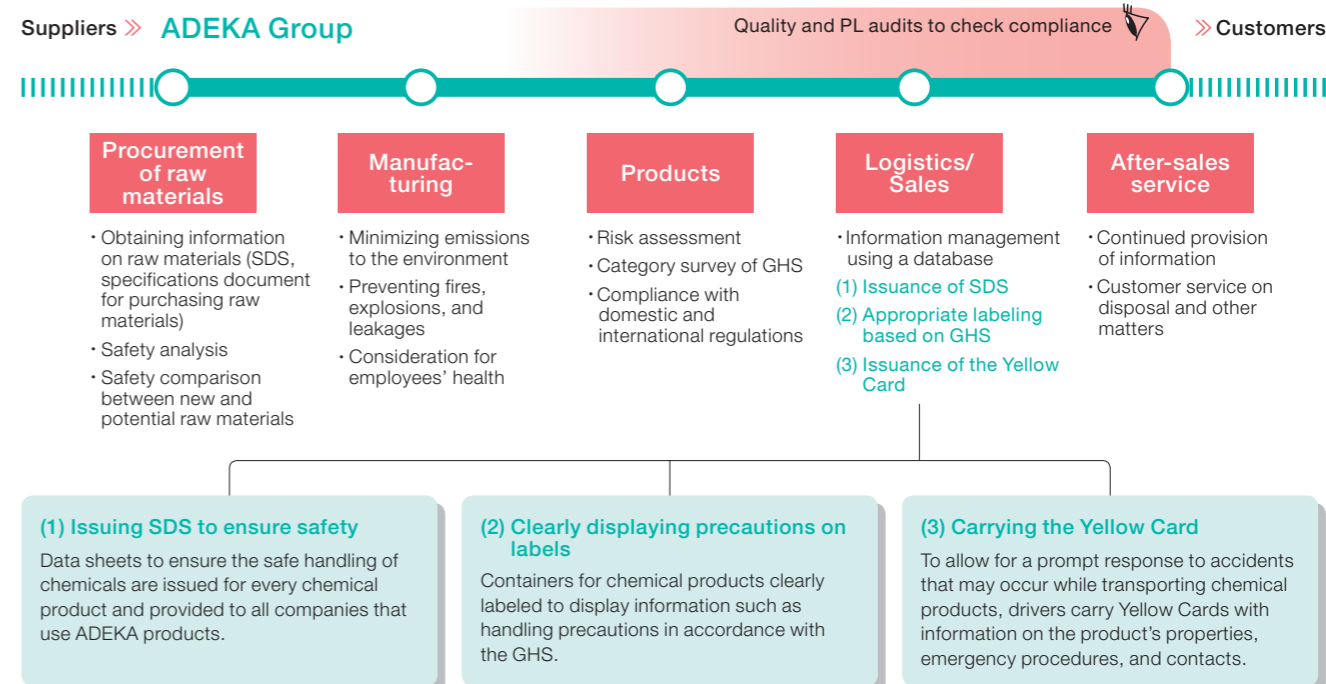 Suppliers >> ADEKA Group
Quality and PL audits to check compliance
>> Customers
Procurement
of raw
materials
・Obtaining information
on raw materials (SDS,
specifications document
for purchasing raw
materials)
・Safety analysis
・Safety comparison
between new and
potential raw materials
Manufac-
turing
・Minimizing emissions
to the environment
・Preventing fires,
explosions, and
leakages
・Consideration for
employees’ health
Products
・Risk assessment
・Category survey of GHS
・Compliance with
domestic and
international regulations
Logistics/
Sales
・Information management
using a database
(1) Issuance of SDS
(2) Appropriate labeling
based on GHS
(3) Issuance of the Yellow
Card
After-sales
service
・Continued provision
of information
・Customer service on
disposal and other
matters
(1) Issuing SDS to ensure safety
Data sheets to ensure the safe handling of
chemicals are issued for every chemical
product and provided to all companies that
use ADEKA products.
(2) Clearly displaying precautions on
labels
Containers for chemical products clearly
labeled to display information such as
handling precautions in accordance with
the GHS.
(3) Carrying the Yellow Card
To allow for a prompt response to accidents
that may occur while transporting chemical
products, drivers carry Yellow Cards with
information on the product’s properties,
emergency procedures, and contacts.